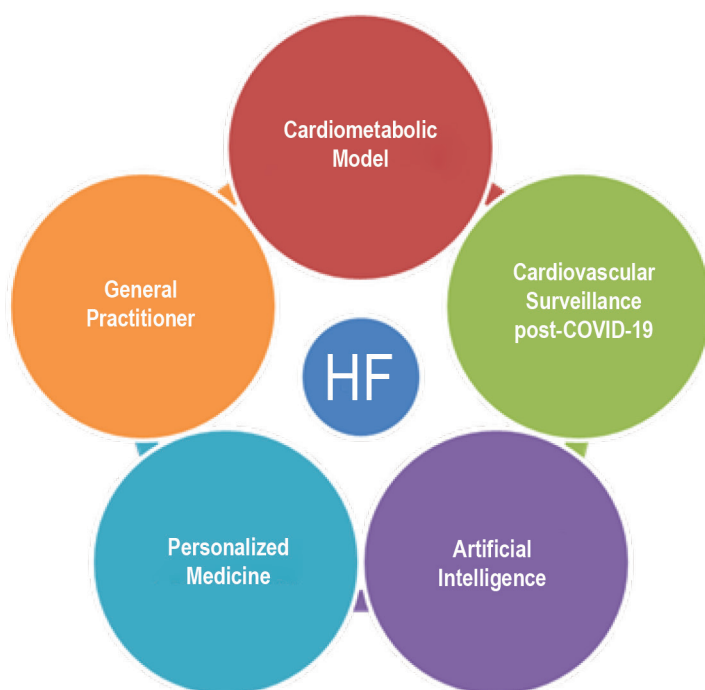 Cardiometabolic
Model
General
Practitioner
Cardiovascular
Surveillance
post-COVID-19
HF
Personalized
Medicine
Artificial
Intelligence